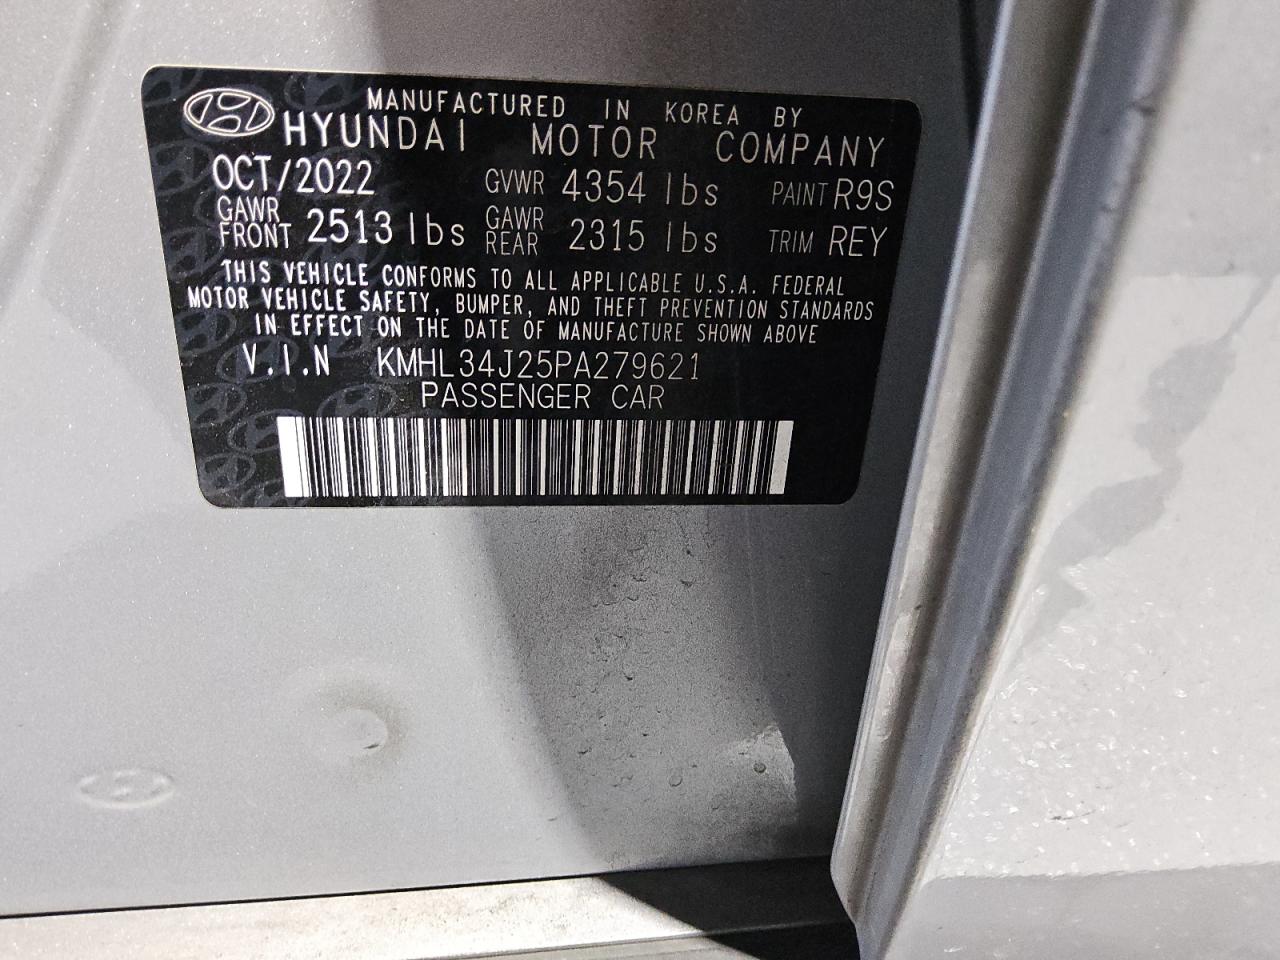 MANUFACTURED IN KOREA BY
HYUNDAI MOTOR COMPANY
OCT/2022 GVWR 4354 lbs PAINT R9S
GAWR FRONT 2513 lbs GAWR REAR 2315 lbs TRIM REY
THIS VEHICLE CONFORMS TO ALL APPLICABLE U.S.A. FEDERAL
MOTOR VEHICLE SAFETY, BUMPER, AND THEFT PREVENTION STANDARDS
IN EFFECT ON THE DATE OF MANUFACTURE SHOWN ABOVE
V.I.N KMHL34J25PA279621
PASSENGER CAR